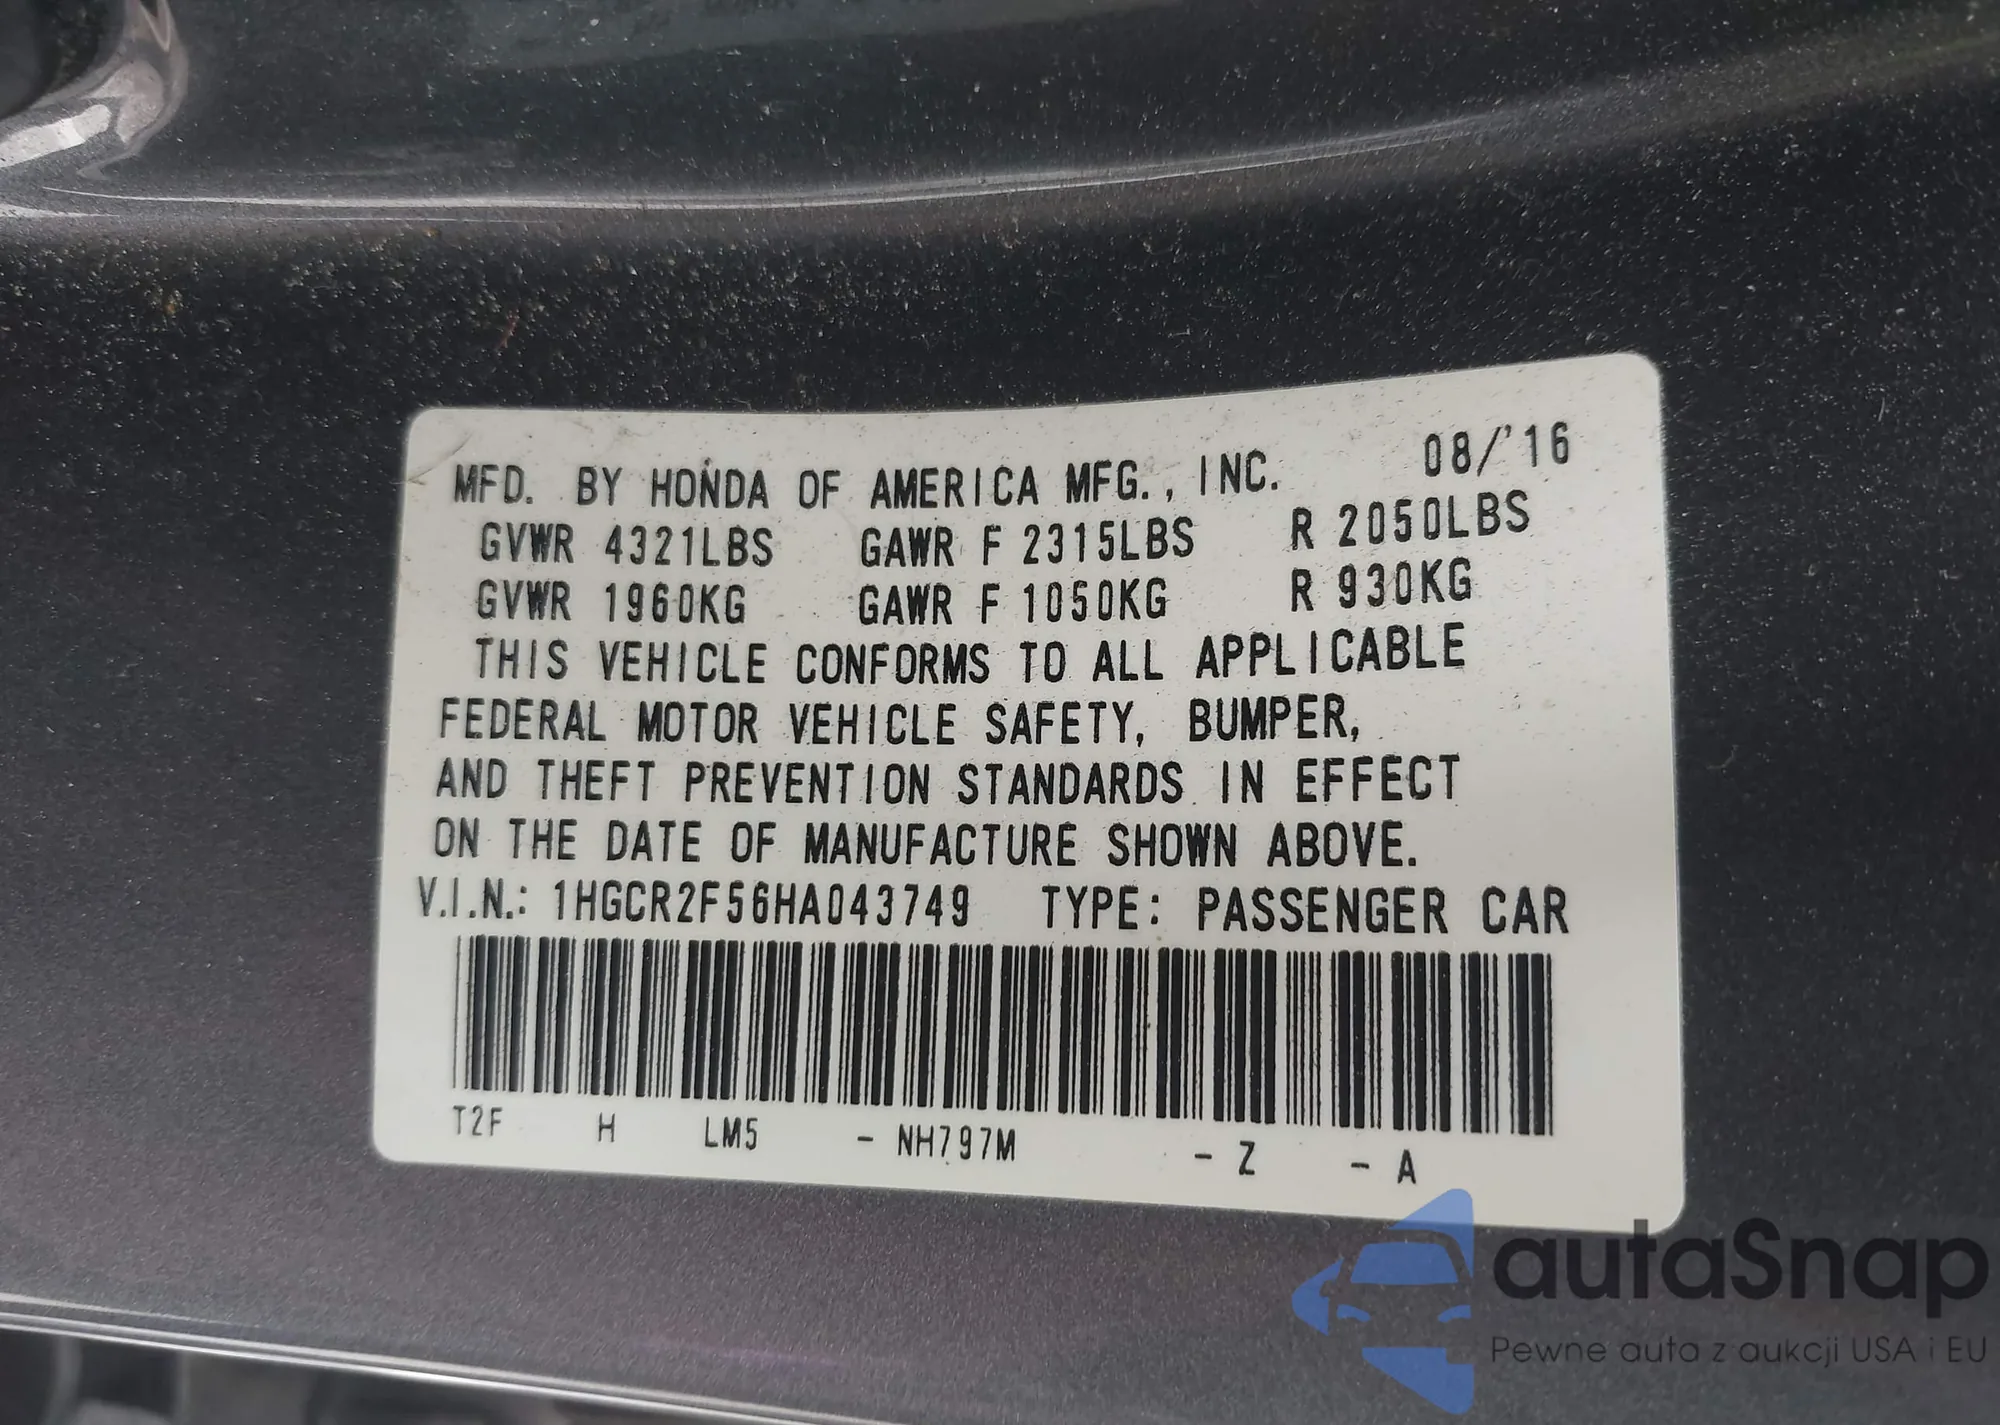 MFD. BY HONDA OF AMERICA MFG., INC. 08/'16
GVWR 4321LBS GAWR F 2315LBS R 2050LBS
GVWR 1960KG GAWR F 1050KG R 930KG
THIS VEHICLE CONFORMS TO ALL APPLICABLE
FEDERAL MOTOR VEHICLE SAFETY, BUMPER,
AND THEFT PREVENTION STANDARDS IN EFFECT
ON THE DATE OF MANUFACTURE SHOWN ABOVE.
V.I.N.: 1HGCR2F56HA043749 TYPE: PASSENGER CAR
T2F H LM5 - NH797M - Z - A
autaSnap
Pewne auta z aukcji USA i EU